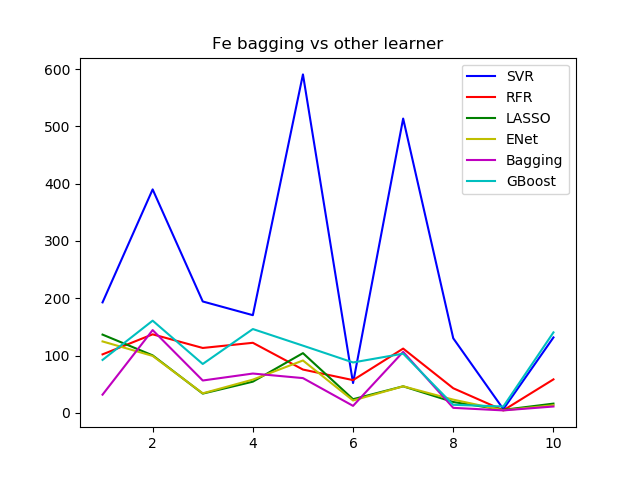 Fe bagging vs other learner
600
500
400
300
200
100
0
2 4 6 8 10
SVR
RFR
LASSO
ENet
Bagging
GBoost